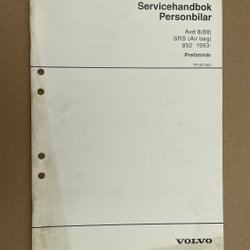 Servicehandbok
Personbilar
Avd 8(88)
SRS (Air bag)
850 1993-
Preliminär
VOLVO